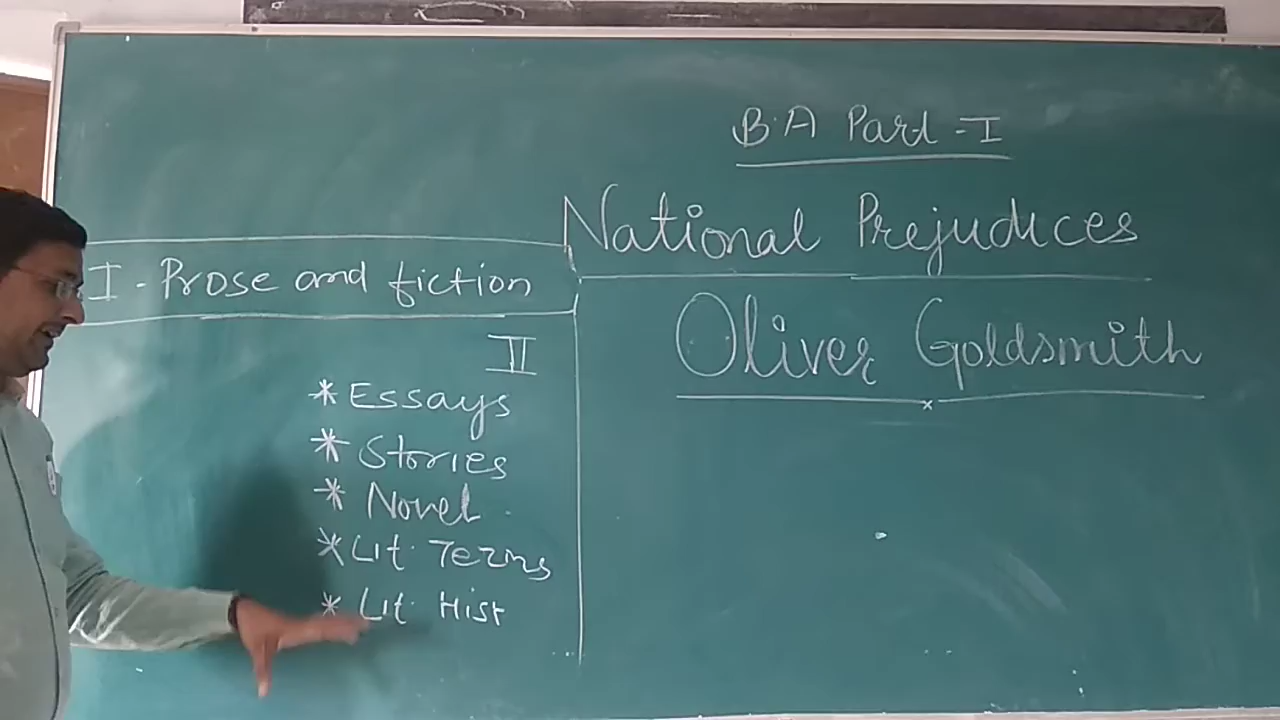 B.A Part-I
National Prejudices
Oliver Goldsmith
I - Prose and fiction
II
* Essays
* Stories
* Novel
* Lit. Terms
* Lit. Hist